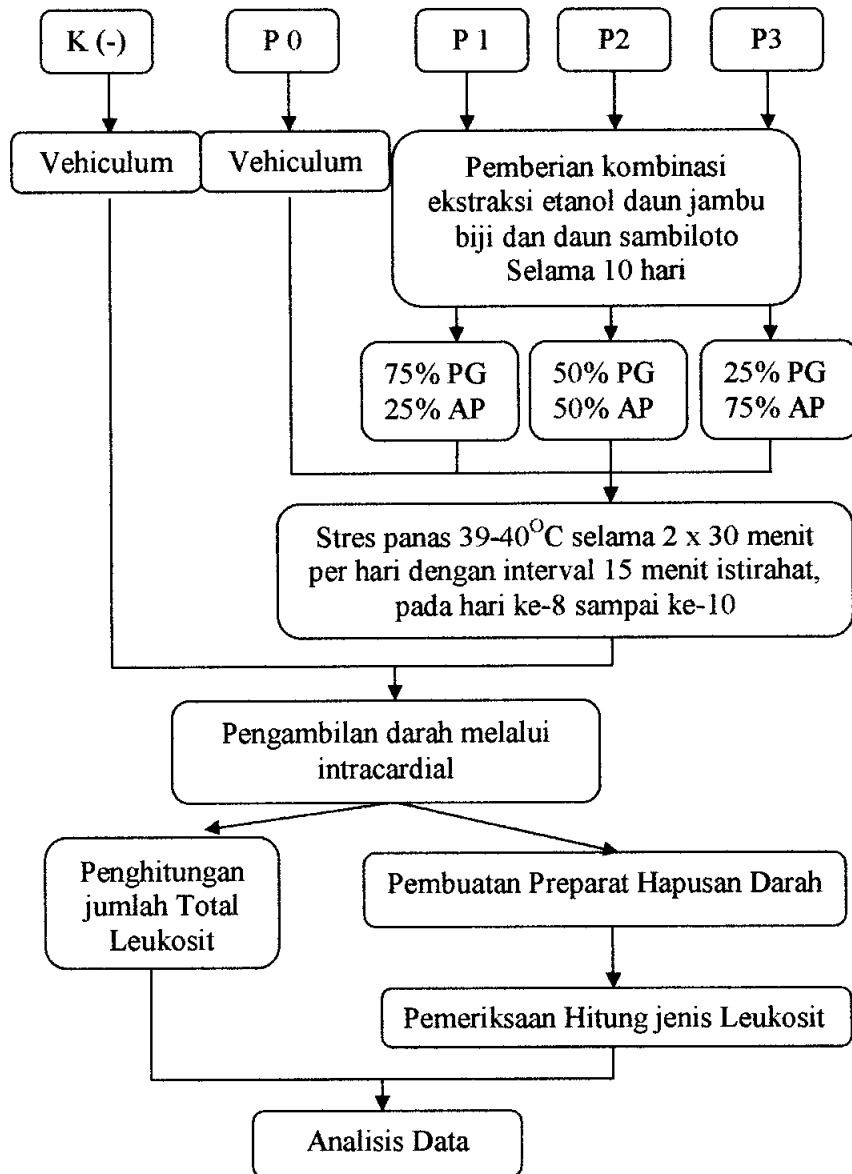 K (-)
P 0
P 1
P2
P3
Vehiculum
Vehiculum
Pemberian kombinasi
ekstraksi etanol daun jambu
biji dan daun sambiloto
Selama 10 hari
75% PG
25% AP
50% PG
50% AP
25% PG
75% AP
Stres panas 39-40°C selama 2 x 30 menit
per hari dengan interval 15 menit istirahat,
pada hari ke-8 sampai ke-10
Pengambilan darah melalui
intracardial
Penghitungan
jumlah Total
Leukosit
Pembuatan Preparat Hapusan Darah
Pemeriksaan Hitung jenis Leukosit
Analisis Data